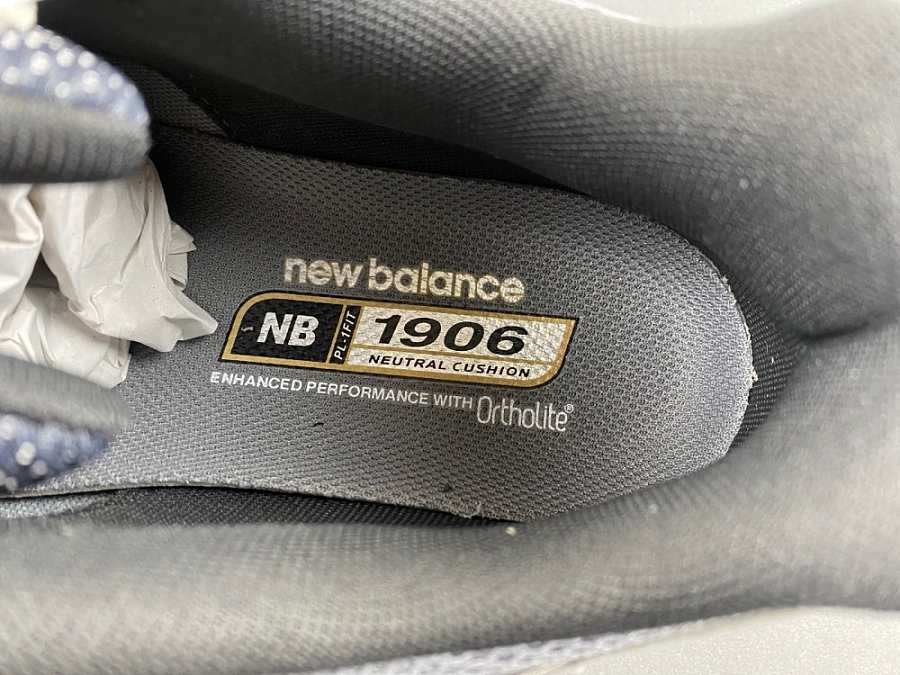 new balance
NB PL-1FIT 1906
NEUTRAL CUSHION
ENHANCED PERFORMANCE WITH Ortholite®